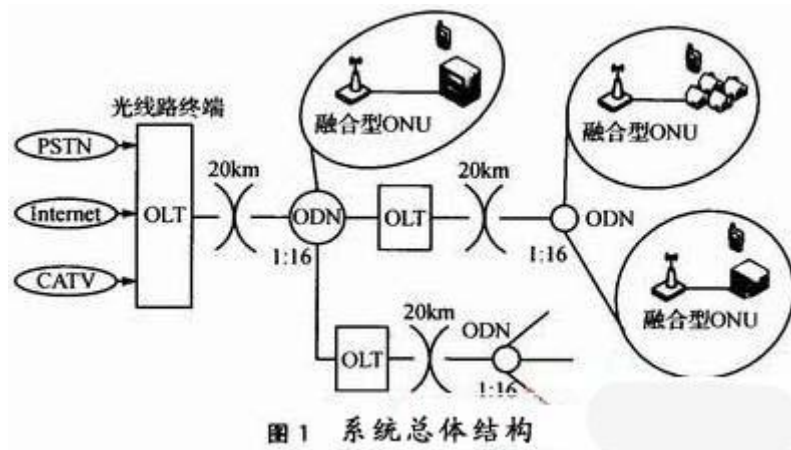 光线路终端
PSTN
Internet
CATV
OLT
20km
ODN
1:16
融合型ONU
OLT
20km
ODN
1:16
融合型ONU
融合型ONU
OLT
20km
ODN
1:16
图 1 系统总体结构